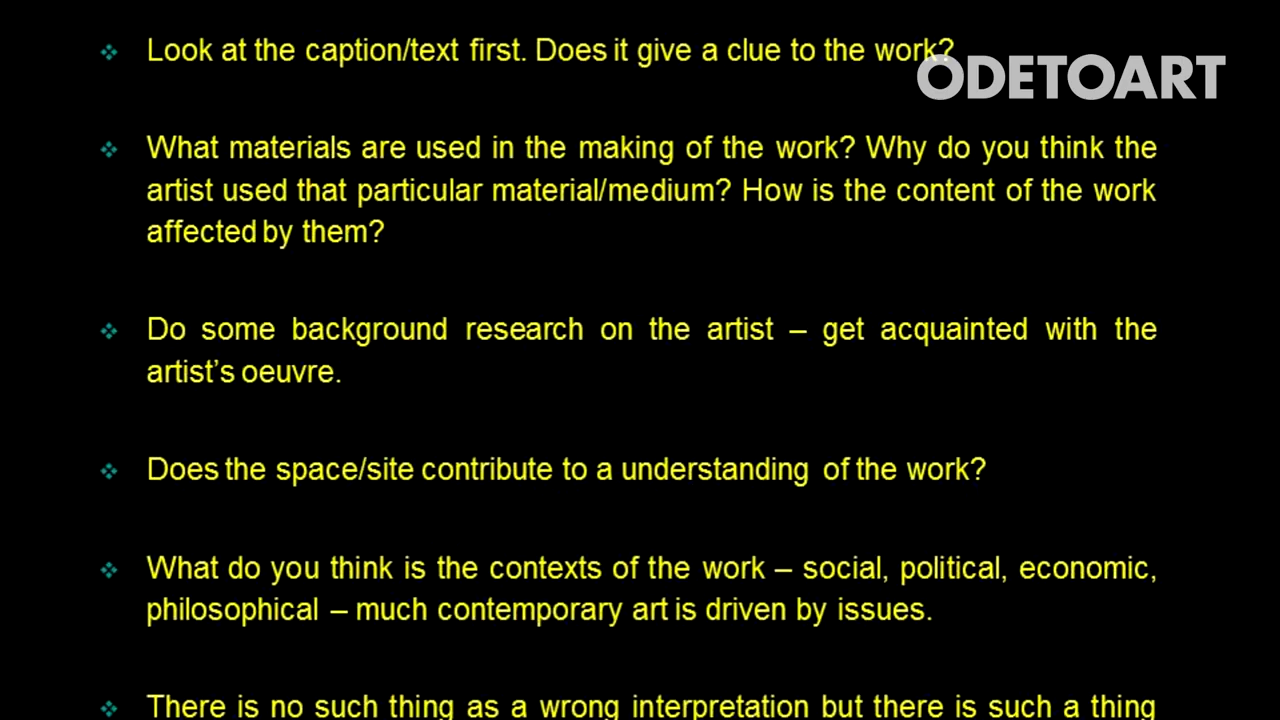 Look at the caption/text first. Does it give a clue to the work?
ODETOART
What materials are used in the making of the work? Why do you think the
artist used that particular material/medium? How is the content of the work
affected by them?
Do some background research on the artist – get acquainted with the
artist’s oeuvre.
Does the space/site contribute to a understanding of the work?
What do you think is the contexts of the work – social, political, economic,
philosophical – much contemporary art is driven by issues.
There is no such thing as a wrong interpretation but there is such a thing